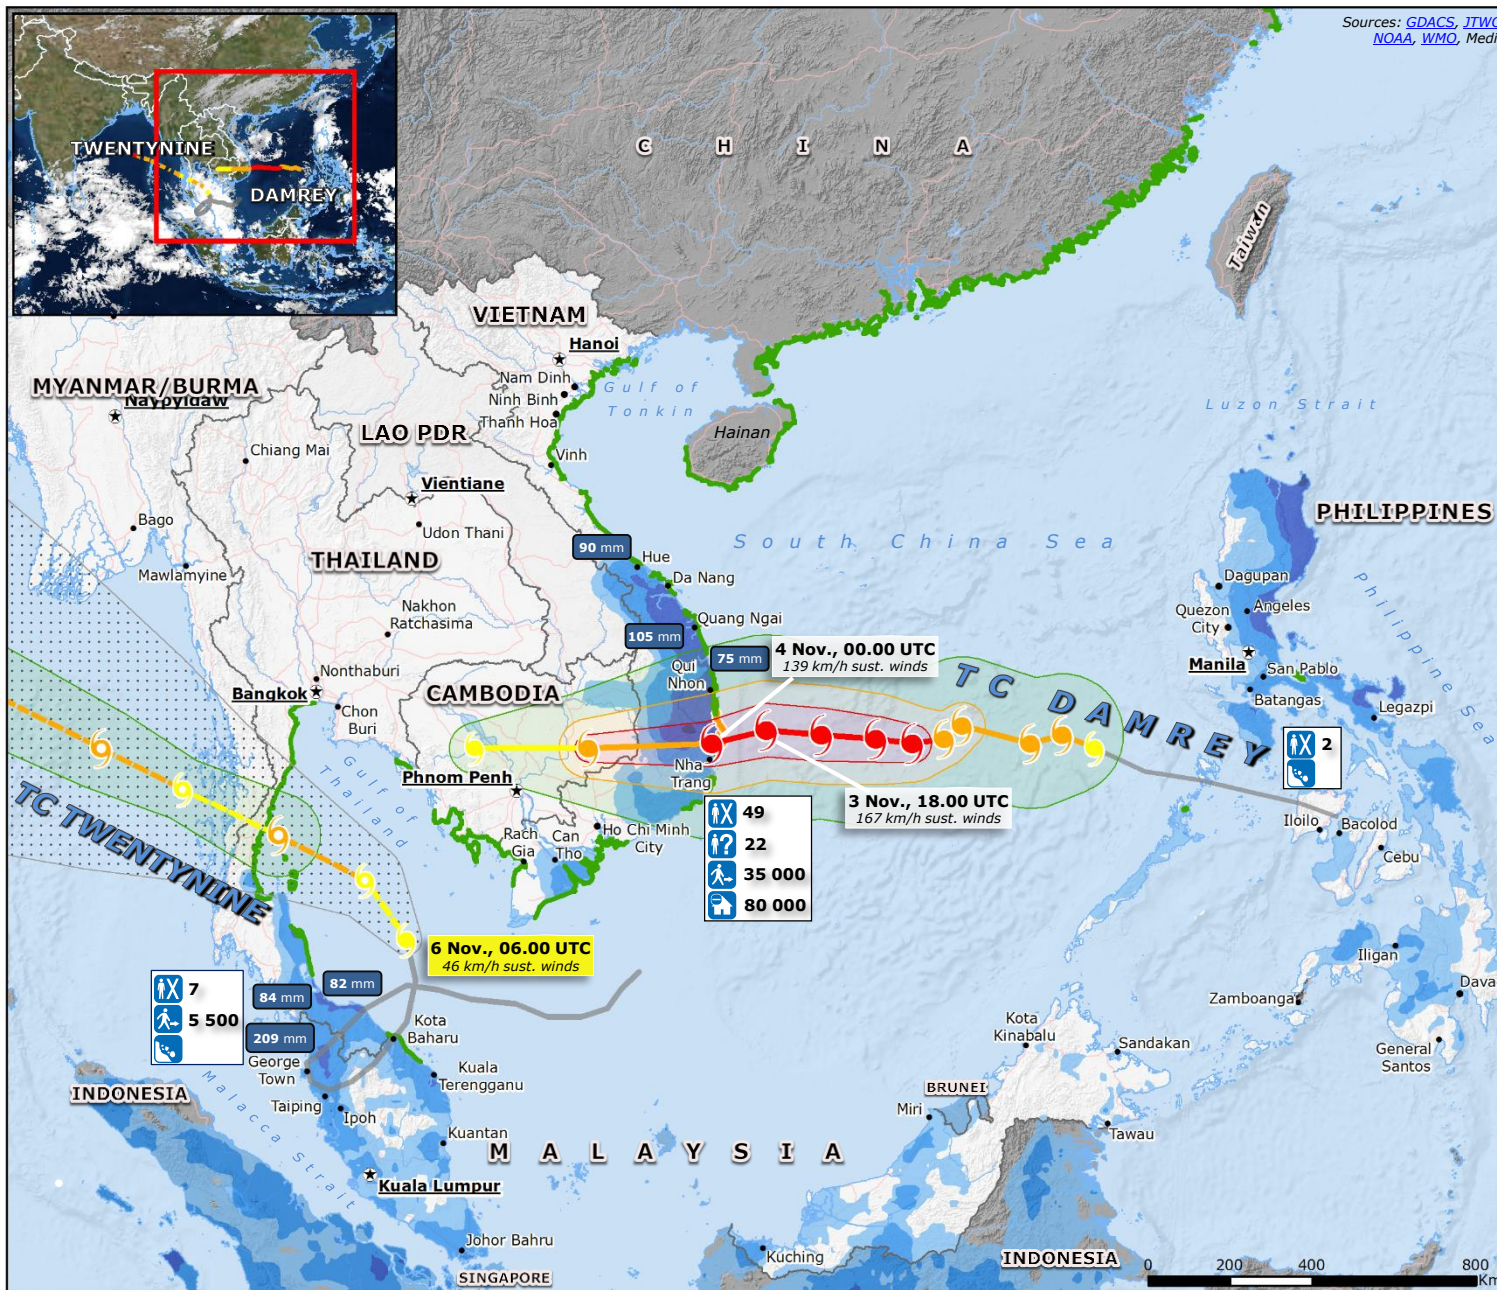 Sources: GDACS, JTWC
NOAA, WMO, Medi
TWENTYNINE
DAMREY
C H I N A
Taiwan
VIETNAM
Hanoi
Nam Dinh
Ninh Binh
Thanh Hoa
Vinh
Gulf of
Tonkin
Hainan
Luzon Strait
MYANMAR/BURMA
Naypyidaw
LAO PDR
Chiang Mai
Vientiane
Udon Thani
Bago
Mawlamyine
THAILAND
Nakhon
Ratchasima
Nonthaburi
Bangkok
Chon
Buri
90 mm
Hue
Da Nang
Quang Ngai
105 mm
75 mm
Qui
Nhon
South China Sea
PHILIPPINES
Philippine Sea
Dagupan
Angeles
Quezon
City
Manila
San Pablo
Batangas
Legazpi
4 Nov., 00.00 UTC
139 km/h sust. winds
TC DAMREY
CAMBODIA
Phnom Penh
Nha
Trang
3 Nov., 18.00 UTC
167 km/h sust. winds
2
Iloilo
Bacolod
Cebu
Gulf of
Thailand
TC TWENTYNINE
Rach
Gia
Can
Tho
Ho Chi Minh
City
49
22
35 000
80 000
6 Nov., 06.00 UTC
46 km/h sust. winds
7
5 500
84 mm
82 mm
209 mm
Kota
Baharu
George
Town
Kuala
Terengganu
Taiping
Ipoh
Kuantan
INDONESIA
Malacca Strait
M A L A Y S I A
Kuala Lumpur
Johor Bahru
SINGAPORE
Kuching
INDONESIA
Miri
BRUNEI
Kota
Kinabalu
Sandakan
Tawau
Zamboanga
Iligan
Dava
General
Santos
0 200 400 800
Km